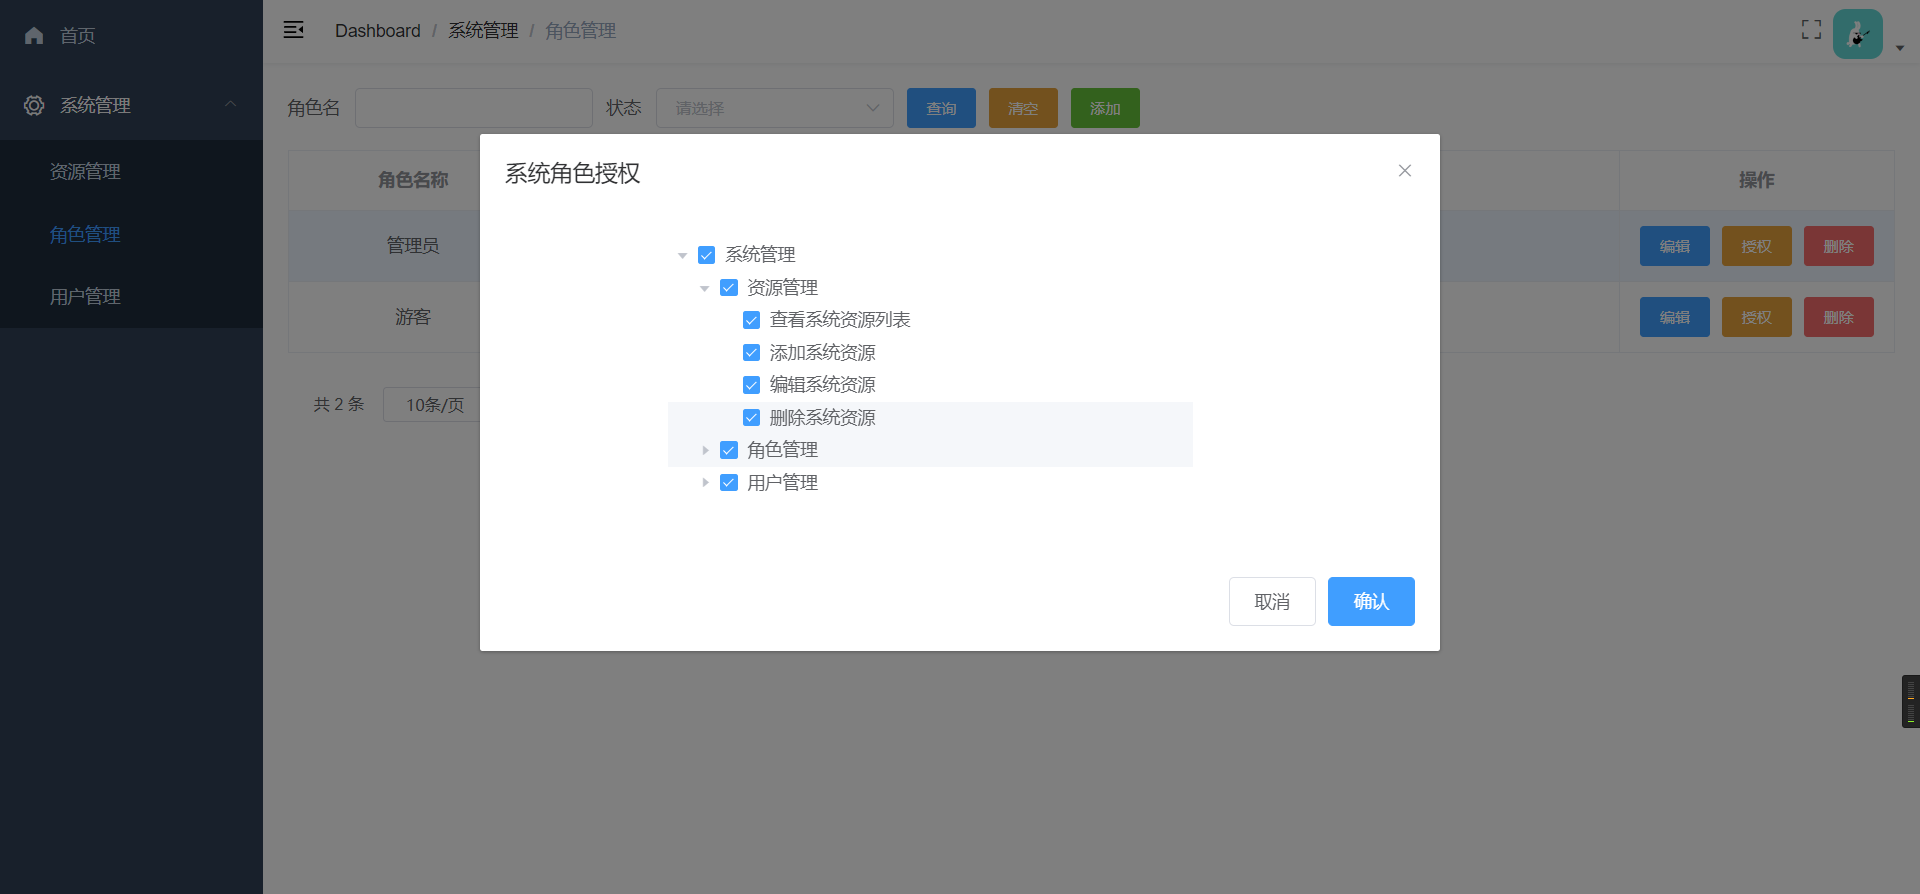 首页
系统管理
资源管理
角色管理
用户管理
Dashboard / 系统管理 / 角色管理
角色名 状态 请选择 查询 清空 添加
角色名称 操作
管理员 编辑 授权 删除
游客 编辑 授权 删除
共 2 条 10条/页
系统角色授权
系统管理
资源管理
查看系统资源列表
添加系统资源
编辑系统资源
删除系统资源
角色管理
用户管理
取消 确认